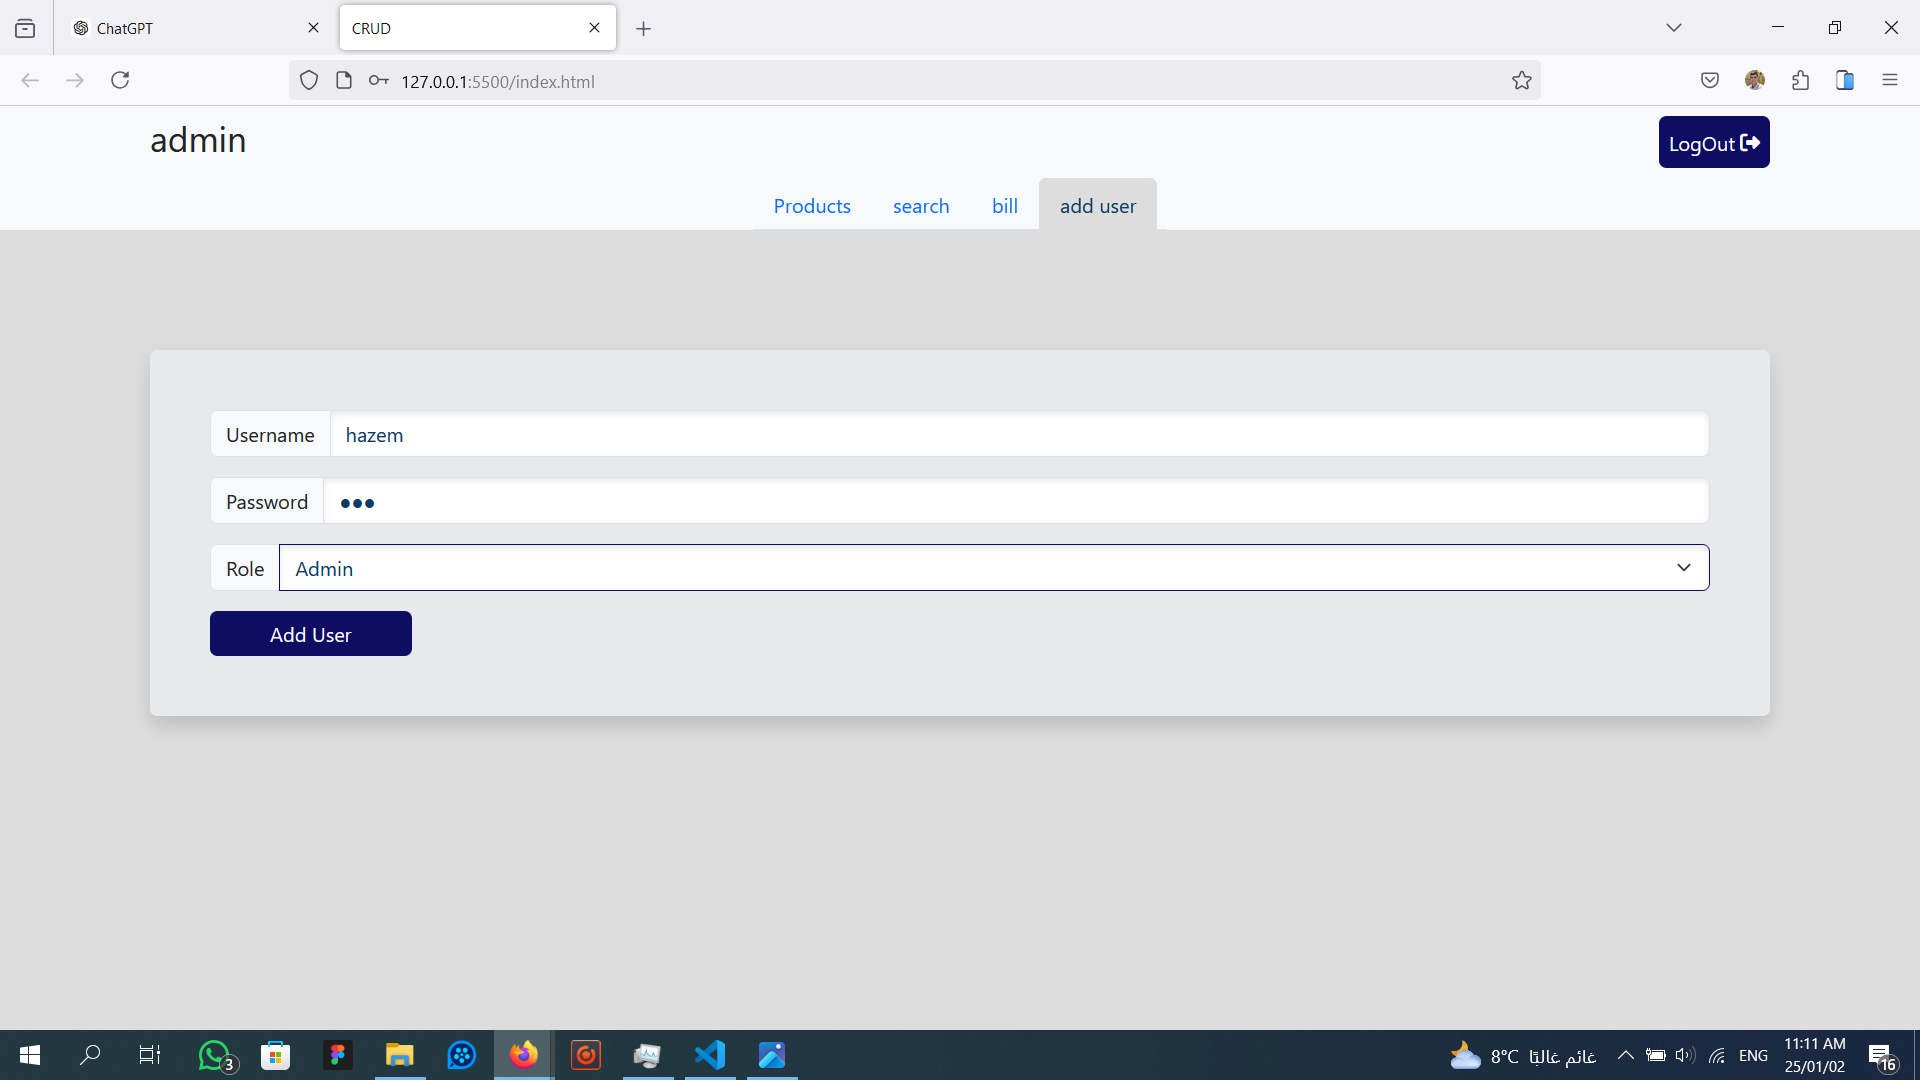 ChatGPT
CRUD
127.0.0.1:5500/index.html
admin
LogOut
Products
search
bill
add user
Username
hazem
Password
Role
Admin
Add User
3
8°C
غائم غالبًا
ENG
11:11 AM
25/01/02
16